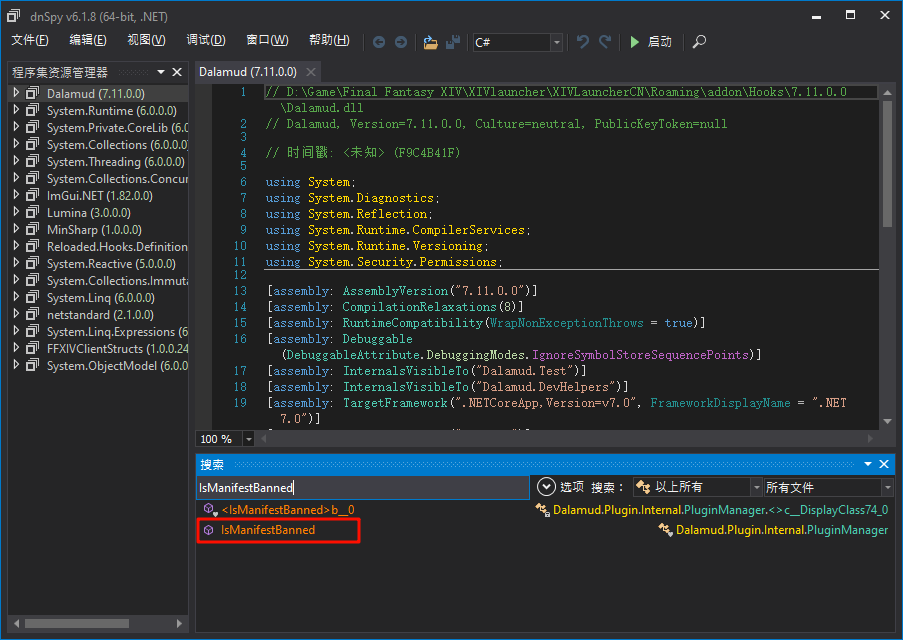 dnSpy v6.1.8 (64-bit, .NET)
文件(F) 编辑(E) 视图(V) 调试(D) 窗口(W) 帮助(H) C# 启动
程序集资源管理器
Dalamud (7.11.0.0)
System.Runtime (6.0.0.0)
System.Private.CoreLib (6.0
System.Collections (6.0.0.0)
System.Threading (6.0.0.0)
System.Collections.Concur
ImGui.NET (1.82.0.0)
Lumina (3.0.0.0)
MinSharp (1.0.0.0)
Reloaded.Hooks.Definition
System.Reactive (5.0.0.0)
System.Collections.Immuta
System.Linq (6.0.0.0)
netstandard (2.1.0.0)
System.Linq.Expressions (6
FFXIVClientStructs (1.0.0.24
System.ObjectModel (6.0.0
Dalamud (7.11.0.0)
1 // D:\Game\Final Fantasy XIV\XIVlauncher\XIVLauncherCN\Roaming\addon\Hooks\7.11.0.0
\Dalamud.dll
2 // Dalamud, Version=7.11.0.0, Culture=neutral, PublicKeyToken=null
3
4 // 时间戳: <未知> (F9C4B41F)
5
6 using System;
7 using System.Diagnostics;
8 using System.Reflection;
9 using System.Runtime.CompilerServices;
10 using System.Runtime.Versioning;
11 using System.Security.Permissions;
12
13 [assembly: AssemblyVersion("7.11.0.0")]
14 [assembly: CompilationRelaxations(8)]
15 [assembly: RuntimeCompatibility(WrapNonExceptionThrows = true)]
16 [assembly: Debuggable
(DebuggableAttribute.DebuggingModes.IgnoreSymbolStoreSequencePoints)]
17 [assembly: InternalsVisibleTo("Dalamud.Test")]
18 [assembly: InternalsVisibleTo("Dalamud.DevHelpers")]
19 [assembly: TargetFramework(".NETCoreApp,Version=v7.0", FrameworkDisplayName = ".NET
7.0")]
100 %
搜索
IsManifestBanned 选项 搜索： 以上所有 所有文件
<IsManifestBanned>b__0 Dalamud.Plugin.Internal.PluginManager.<>c__DisplayClass74_0
IsManifestBanned Dalamud.Plugin.Internal.PluginManager